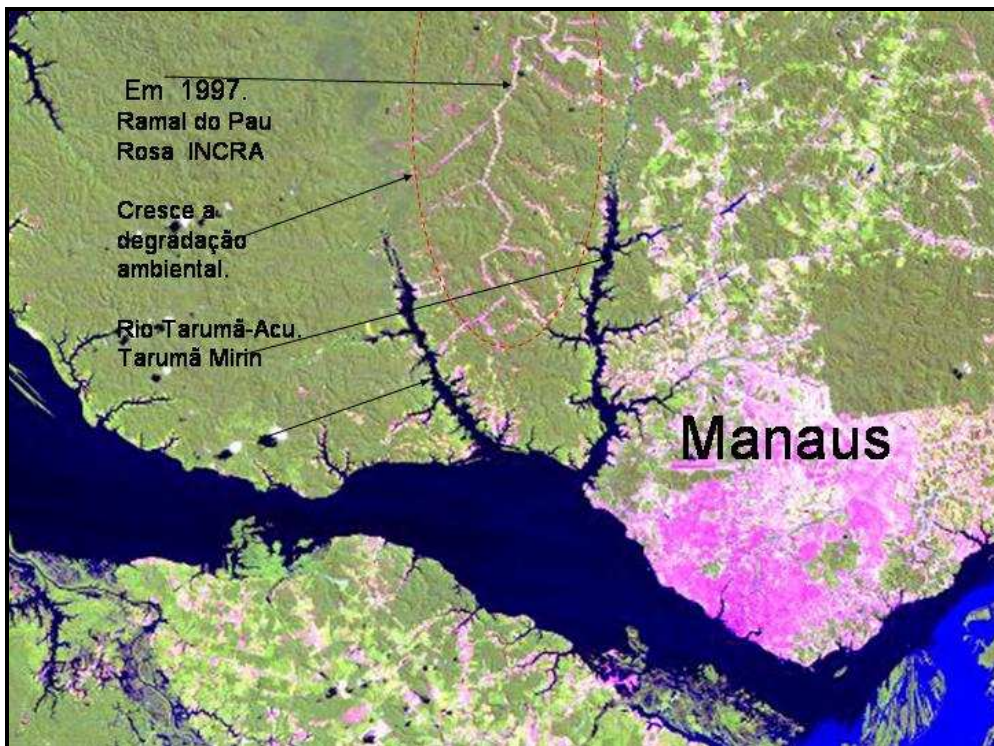 Em 1997.
Ramal do Pau
Rosa INCRA
Cresce a
degradação
ambiental.
Rio Tarumã-Acu.
Tarumã Mirin
Manaus